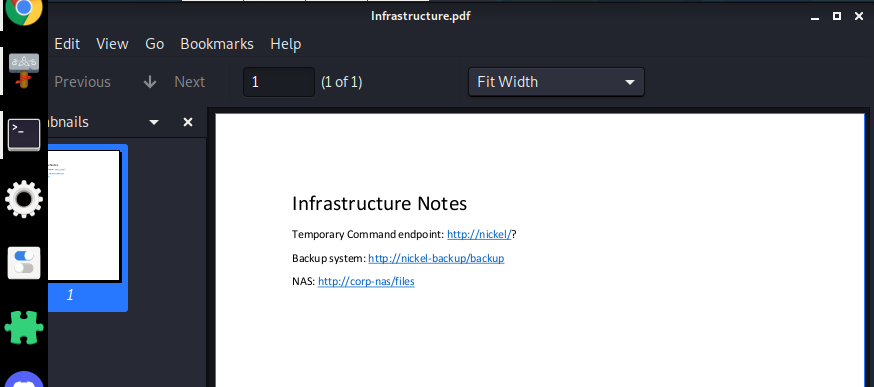 Infrastructure.pdf
Edit View Go Bookmarks Help
Previous Next 1 (1 of 1) Fit Width
bnails
Infrastructure Notes
Temporary Command endpoint: http://nickel/?
Backup system: http://nickel-backup/backup
NAS: http://corp-nas/files
1